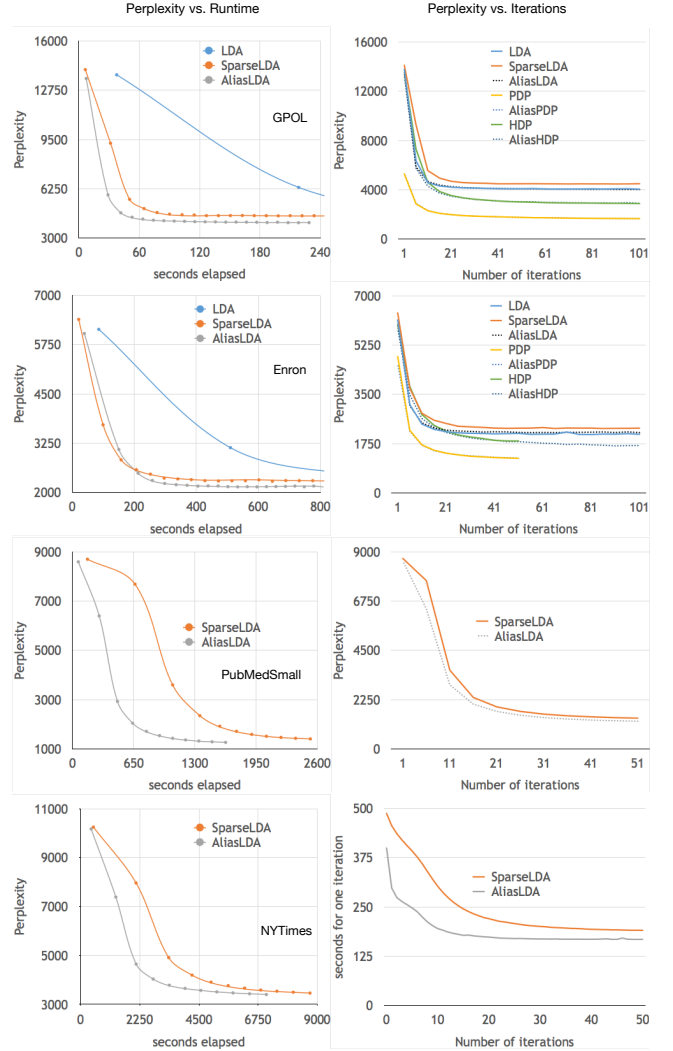 Perplexity vs. Runtime
Perplexity vs. Iterations
16000
12750
9500
6250
3000
Perplexity
LDA
SparseLDA
AliasLDA
GPOL
0 60 120 180 240
seconds elapsed
16000
12000
8000
4000
0
Perplexity
LDA
SparseLDA
AliasLDA
PDP
AliasPDP
HDP
AliasHDP
1 21 41 61 81 101
Number of iterations
7000
5750
4500
3250
2000
Perplexity
LDA
SparseLDA
AliasLDA
Enron
0 200 400 600 800
seconds elapsed
7000
5250
3500
1750
0
Perplexity
LDA
SparseLDA
AliasLDA
PDP
AliasPDP
HDP
AliasHDP
1 21 41 61 81 101
Number of iterations
9000
7000
5000
3000
1000
Perplexity
SparseLDA
AliasLDA
PubMedSmall
0 650 1300 1950 2600
seconds elapsed
9000
6750
4500
2250
0
Perplexity
SparseLDA
AliasLDA
1 11 21 31 41 51
Number of iterations
11000
9000
7000
5000
3000
Perplexity
SparseLDA
AliasLDA
NYTimes
0 2250 4500 6750 9000
seconds elapsed
500
375
250
125
0
seconds for one iteration
SparseLDA
AliasLDA
0 10 20 30 40 50
Number of iterations